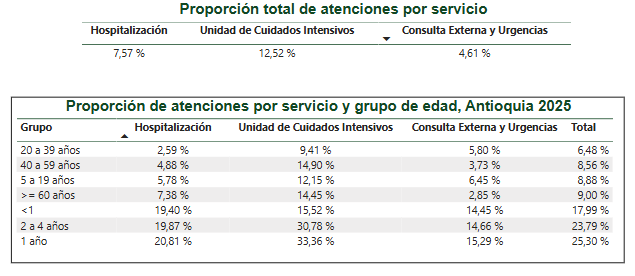 Proporción total de atenciones por servicio
Hospitalización Unidad de Cuidados Intensivos Consulta Externa y Urgencias
7,57 % 12,52 % 4,61 %
Proporción de atenciones por servicio y grupo de edad, Antioquia 2025
Grupo Hospitalización Unidad de Cuidados Intensivos Consulta Externa y Urgencias Total
20 a 39 años 2,59 % 9,41 % 5,80 % 6,48 %
40 a 59 años 4,88 % 14,90 % 3,73 % 8,56 %
5 a 19 años 5,78 % 12,15 % 6,45 % 8,88 %
>= 60 años 7,38 % 14,45 % 2,85 % 9,00 %
<1 19,40 % 15,52 % 14,45 % 17,99 %
2 a 4 años 19,87 % 30,78 % 14,66 % 23,79 %
1 año 20,81 % 33,36 % 15,29 % 25,30 %